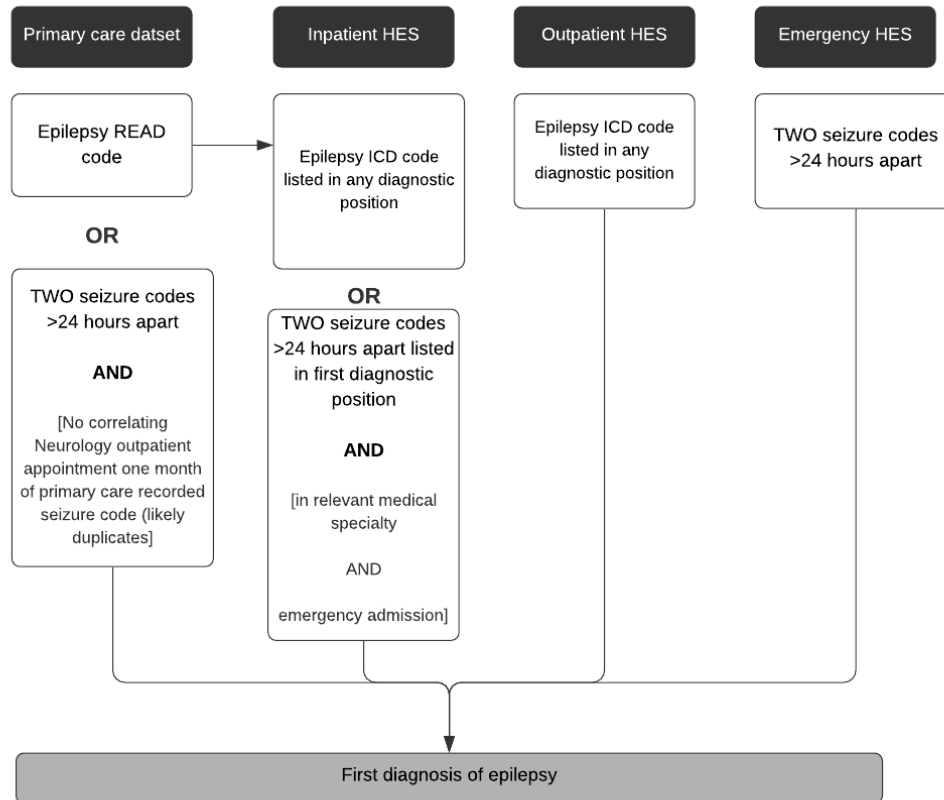 Primary care datset
Inpatient HES
Outpatient HES
Emergency HES
Epilepsy READ
code
Epilepsy ICD code
listed in any diagnostic
position
Epilepsy ICD code
listed in any
diagnostic position
TWO seizure codes
>24 hours apart
OR
TWO seizure codes
>24 hours apart
AND
[No correlating
Neurology outpatient
appointment one month
of primary care recorded
seizure code (likely
duplicates]
OR
TWO seizure codes
>24 hours apart listed
in first diagnostic
position
AND
[in relevant medical
specialty
AND
emergency admission]
First diagnosis of epilepsy